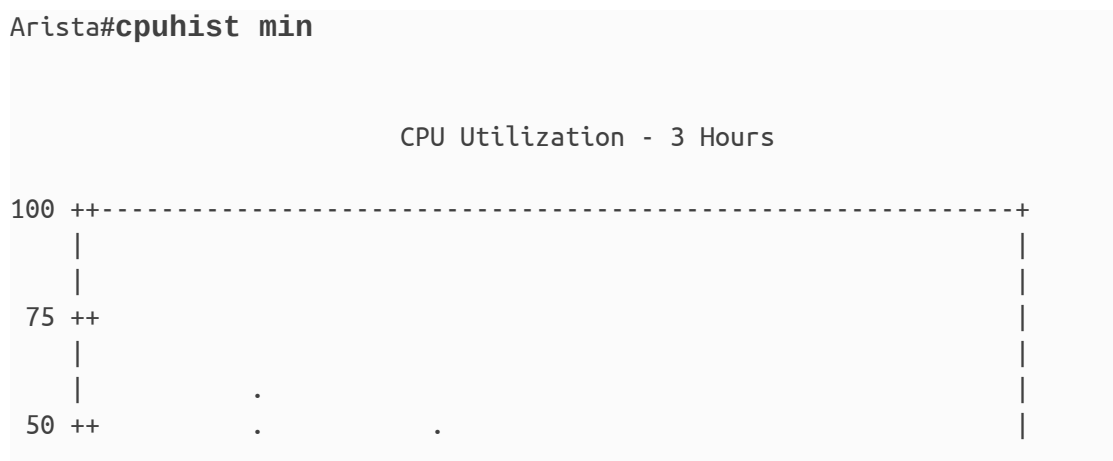 Arista#cpuhist min
CPU Utilization - 3 Hours
100 ++-------------------------------------------------------------+
    |                                                              |
    |                                                              |
 75 ++                                                             |
    |                                                              |
    |           .                                                  |
 50 ++          .           .                                      |